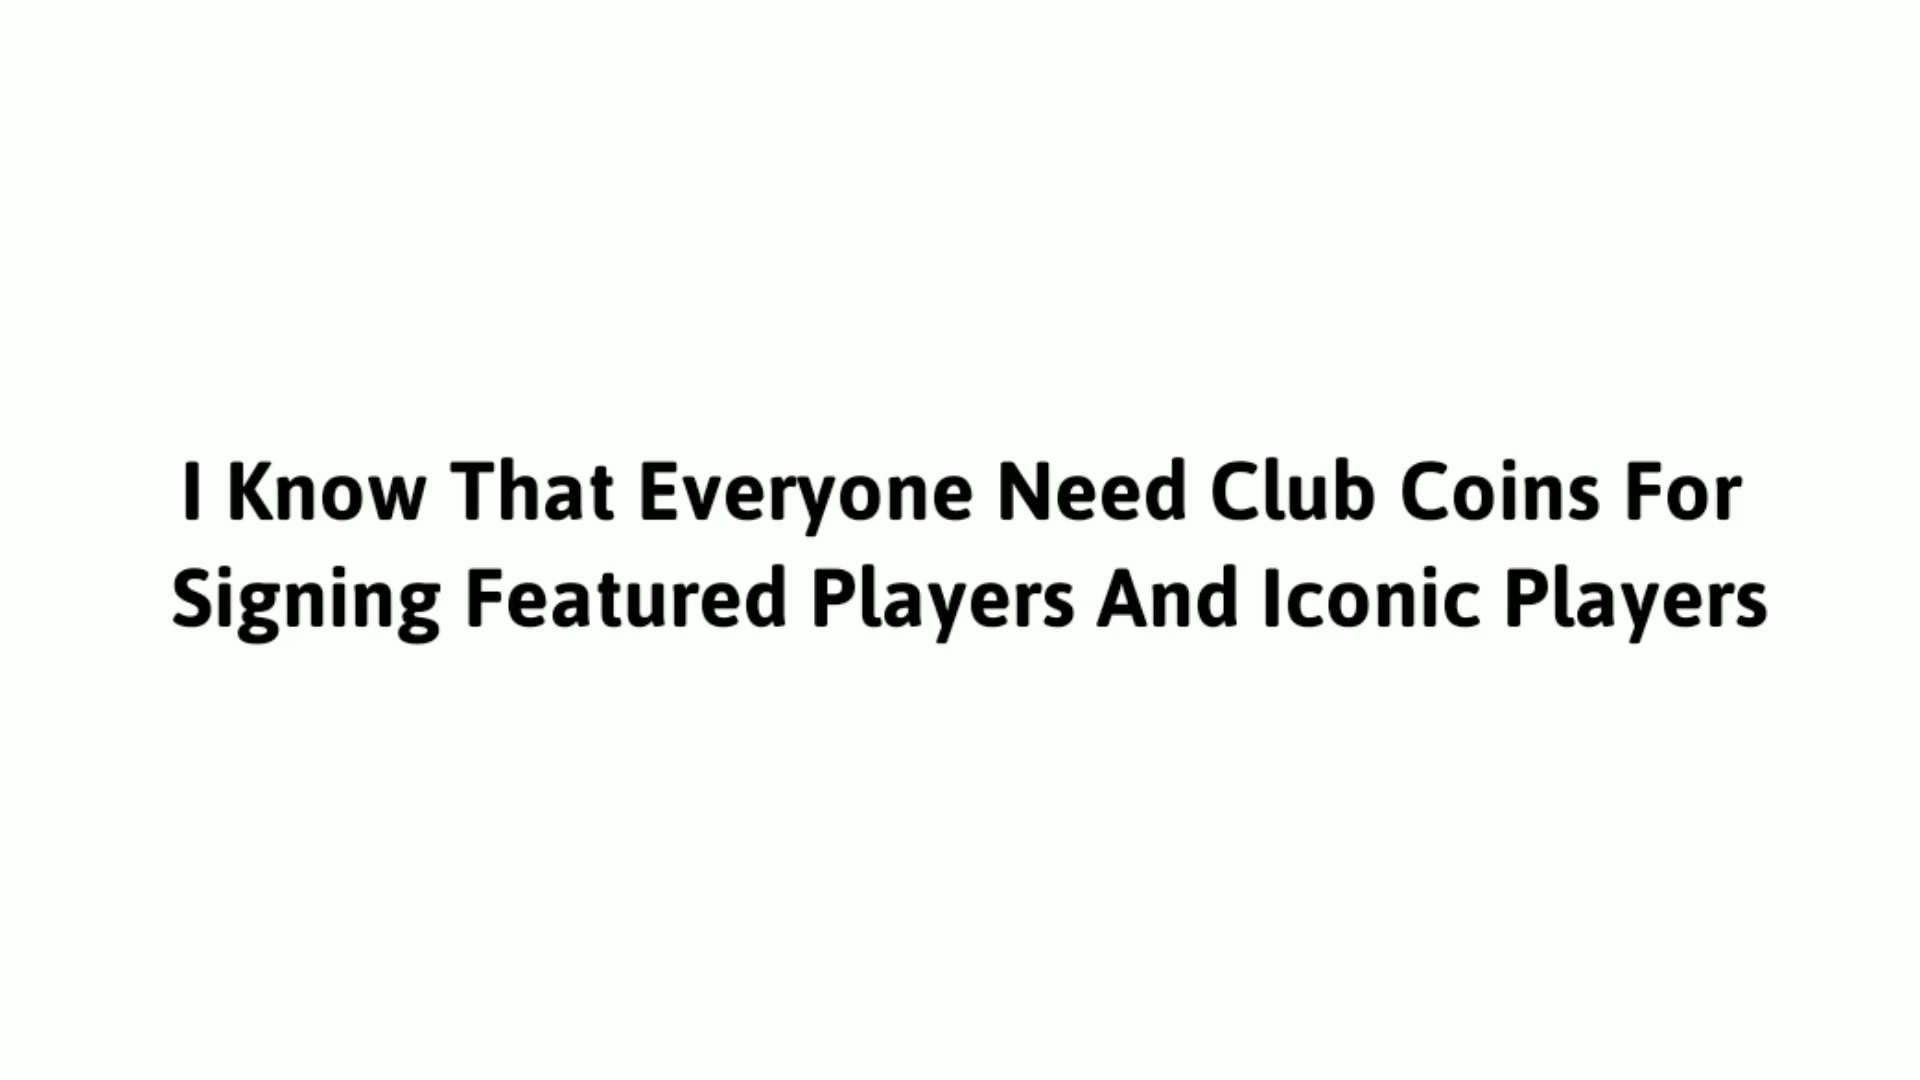 I Know That Everyone Need Club Coins For
Signing Featured Players And Iconic Players